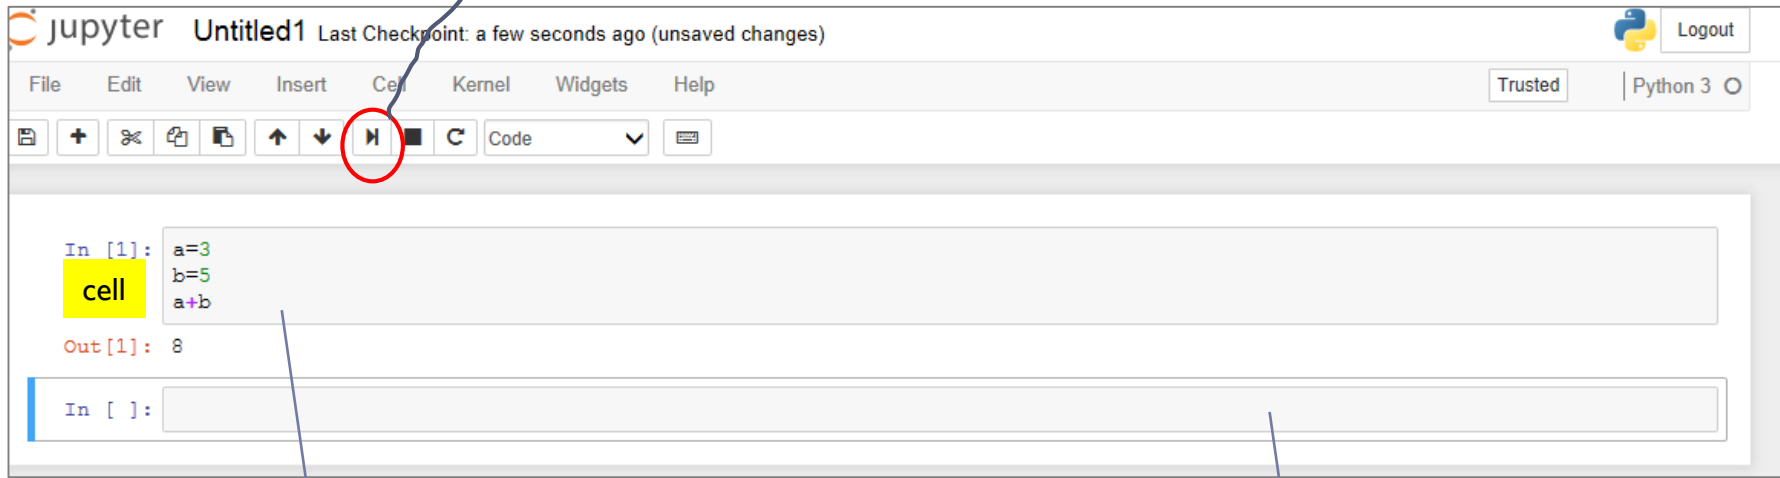 jupyter Untitled1 Last Checkpoint: a few seconds ago (unsaved changes) Logout
File Edit View Insert Cell Kernel Widgets Help Trusted Python 3
Code
In [1]: a=3
b=5
cell
a+b
Out[1]: 8
In [ ]: